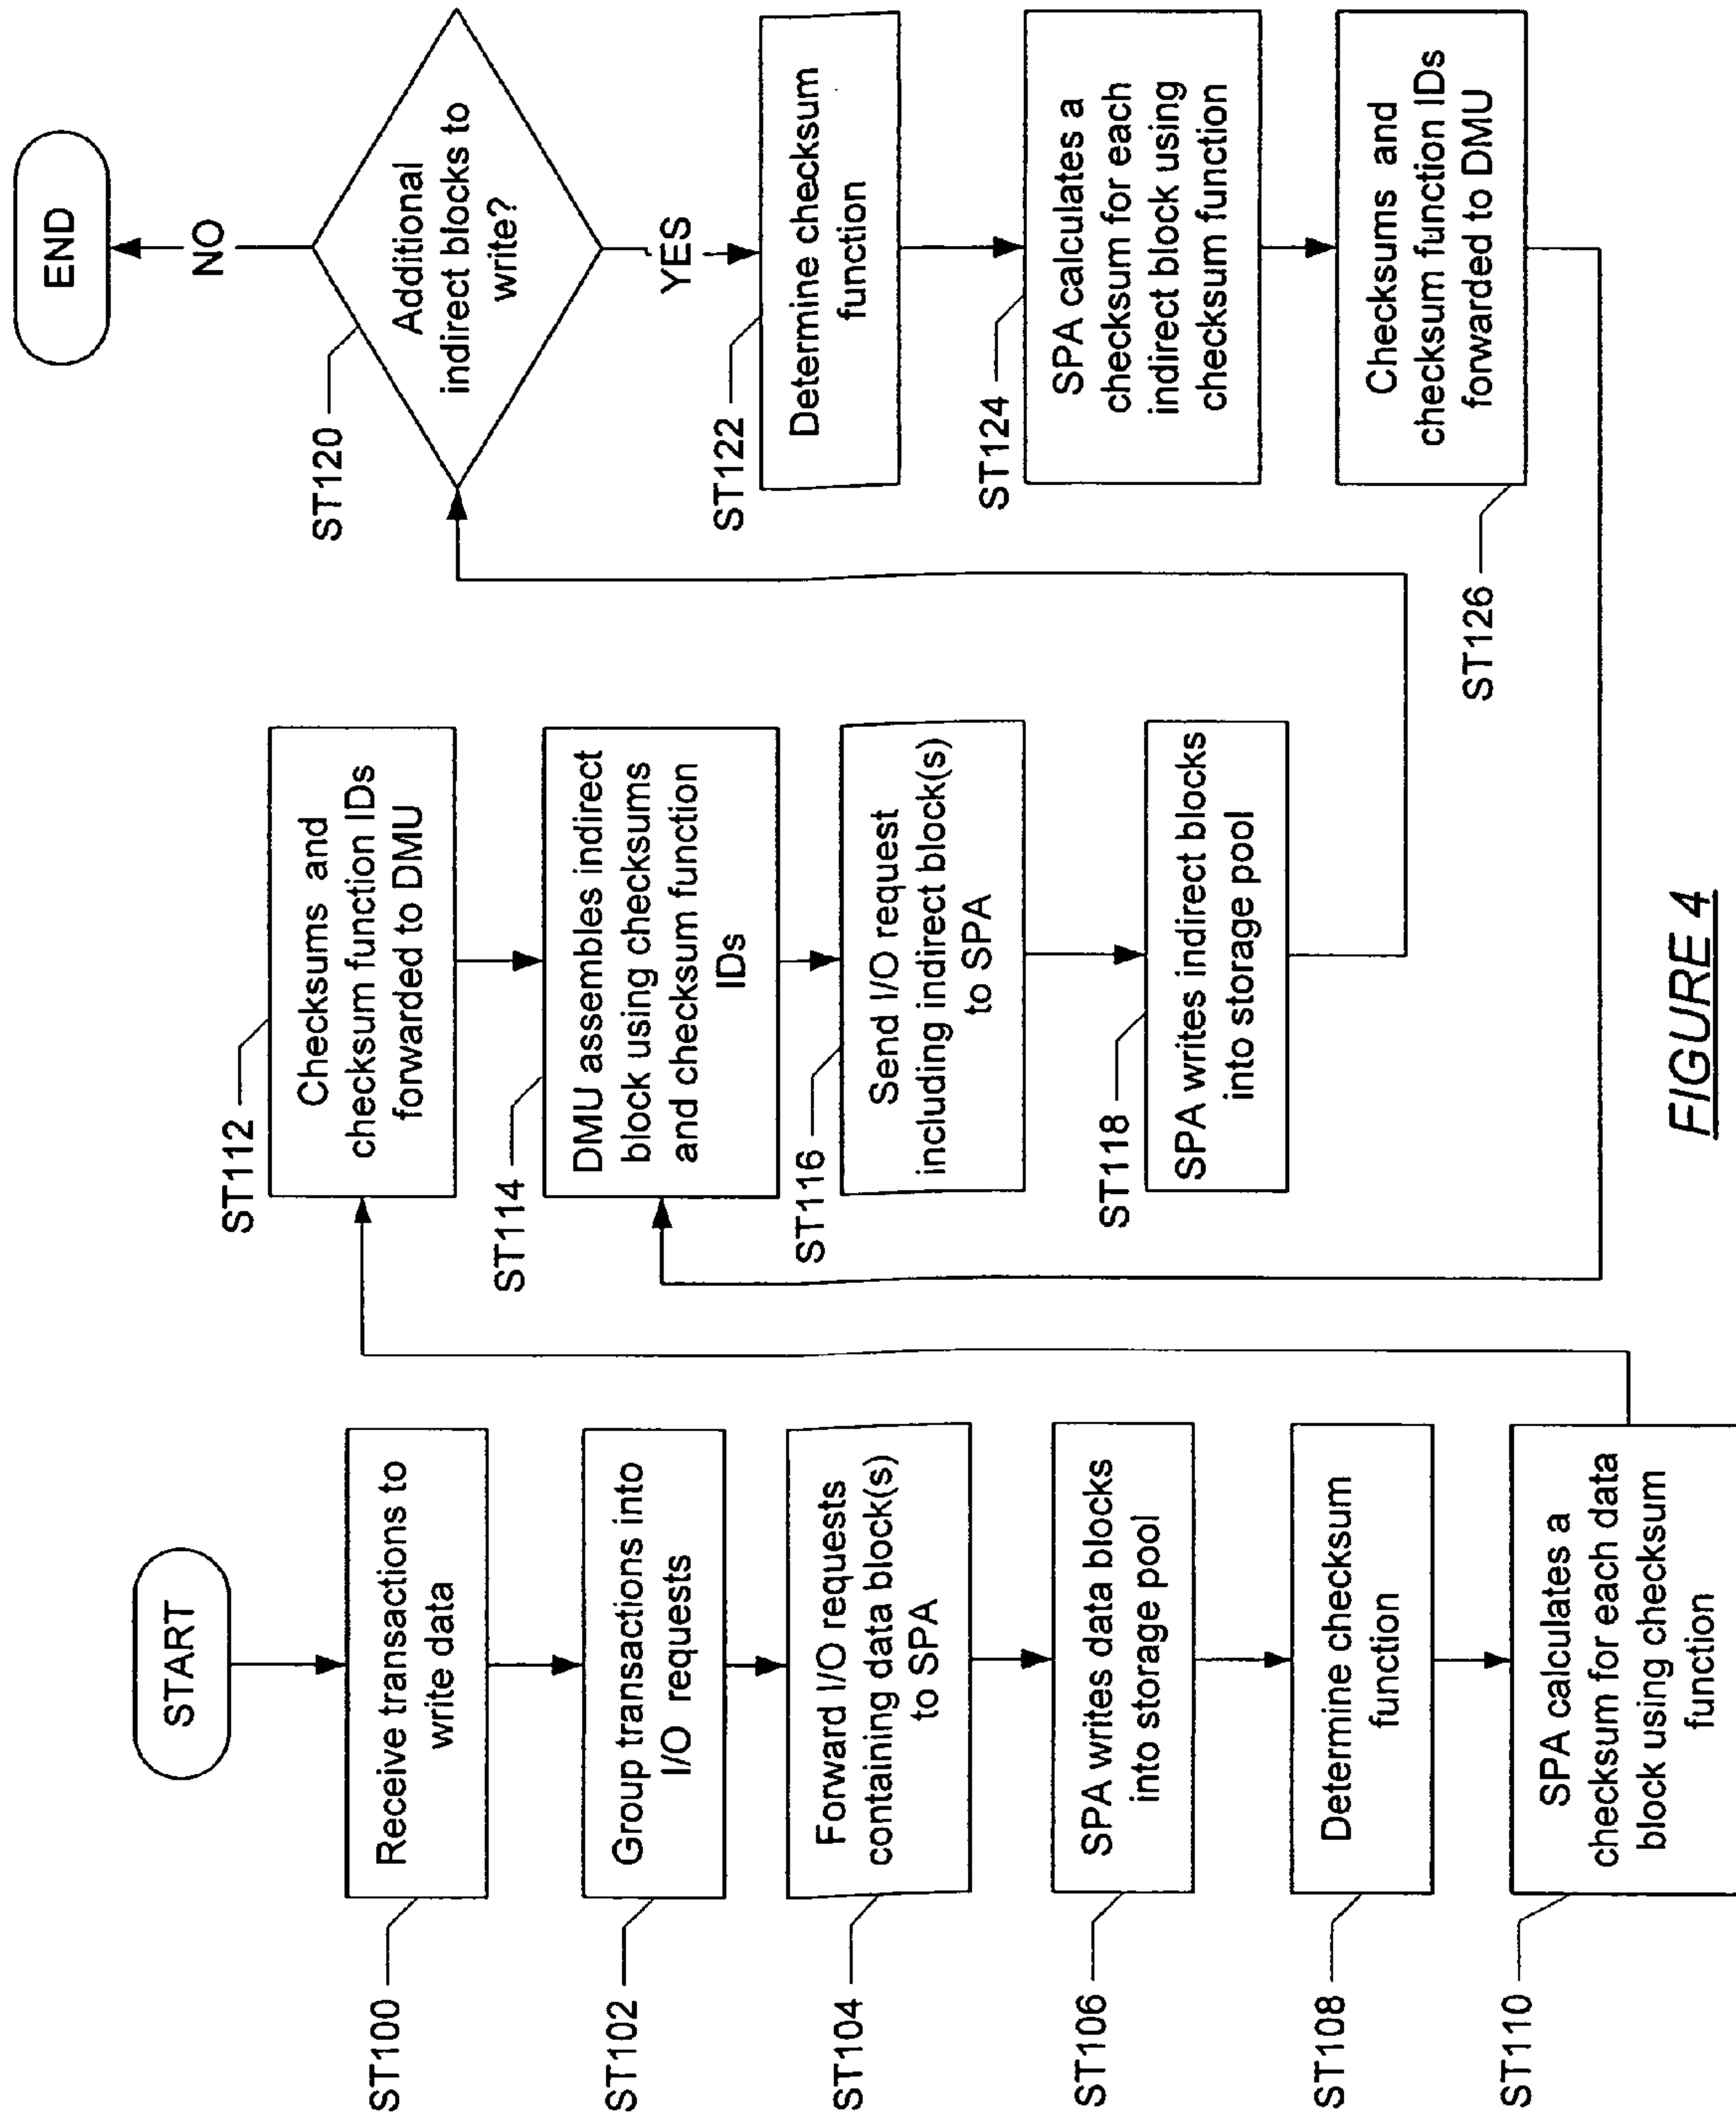 START
ST100
Receive transactions to
write data
ST102
Group transactions into
I/O requests
ST104
Forward I/O requests
containing data block(s)
to SPA
ST106
SPA writes data blocks
into storage pool
ST108
Determine checksum
function
ST110
SPA calculates a
checksum for each data
block using checksum
function
ST112
Checksums and
checksum function IDs
forwarded to DMU
ST114
DMU assembles indirect
block using checksums
and checksum function
IDs
ST116
Send I/O request
including indirect block(s)
to SPA
ST118
SPA writes indirect blocks
into storage pool
END
NO
ST120
Additional
indirect blocks to
write?
YES
ST122
Determine checksum
function
ST124
SPA calculates a
checksum for each
indirect block using
checksum function
ST126
Checksums and
checksum function IDs
forwarded to DMU
FIGURE 4